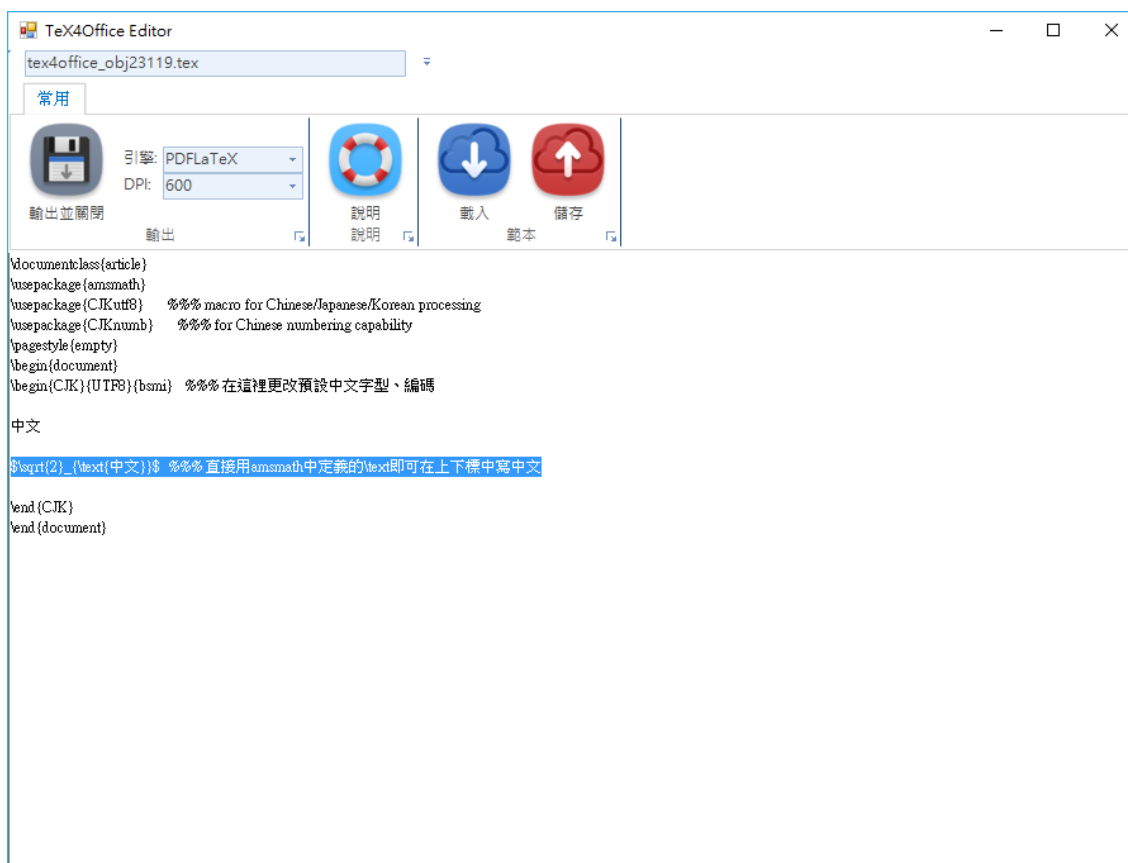 TeX4Office Editor
tex4office_obj23119.tex
常用
引擎: PDFLaTeX
DPI: 600
輸出並關閉
說明
載入
儲存
輸出
說明
範本
\documentclass{article}
\usepackage{amsmath}
\usepackage{CJKutf8} %%% macro for Chinese/Japanese/Korean processing
\usepackage{CJKnumb} %%% for Chinese numbering capability
\pagestyle{empty}
\begin{document}
\begin{CJK}{UTF8}{bsmi} %%% 在這裡更改預設中文字型、編碼
中文
$\sqrt{2}_{\text{中文}}$ %%% 直接用amsmath中定義的\text即可在上下標中寫中文
\end{CJK}
\end{document}